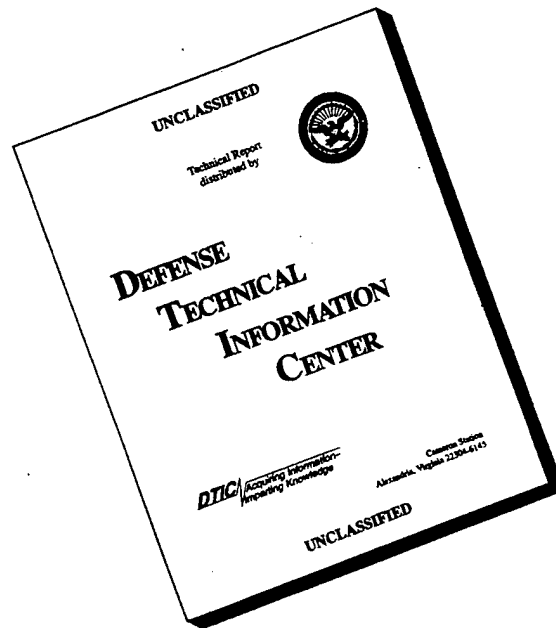 UNCLASSIFIED
Technical Report
distributed by
DEFENSE
TECHNICAL
INFORMATION
CENTER
DTIC Acquiring Information-
Imparting Knowledge
Cameron Station
Alexandria, Virginia 22304-6145
UNCLASSIFIED